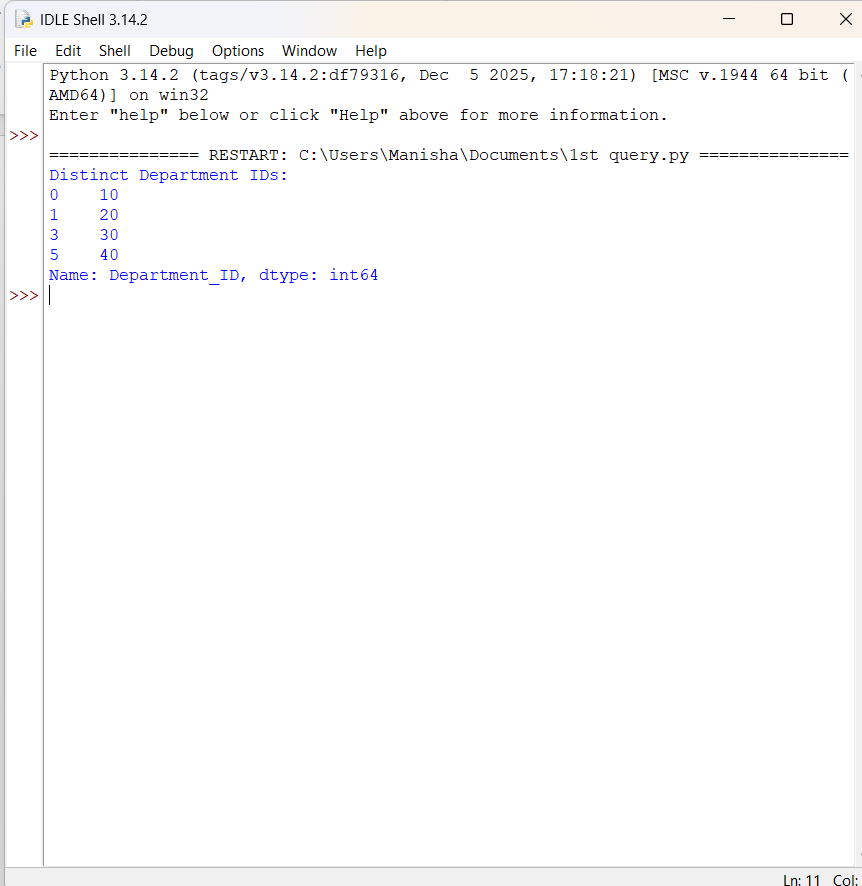 IDLE Shell 3.14.2
File Edit Shell Debug Options Window Help
Python 3.14.2 (tags/v3.14.2:df79316, Dec  5 2025, 17:18:21) [MSC v.1944 64 bit (
AMD64)] on win32
Enter "help" below or click "Help" above for more information.
>>>
=============== RESTART: C:\Users\Manisha\Documents\1st query.py ===============
Distinct Department IDs:
0    10
1    20
3    30
5    40
Name: Department_ID, dtype: int64
>>>
Ln: 11 Col: